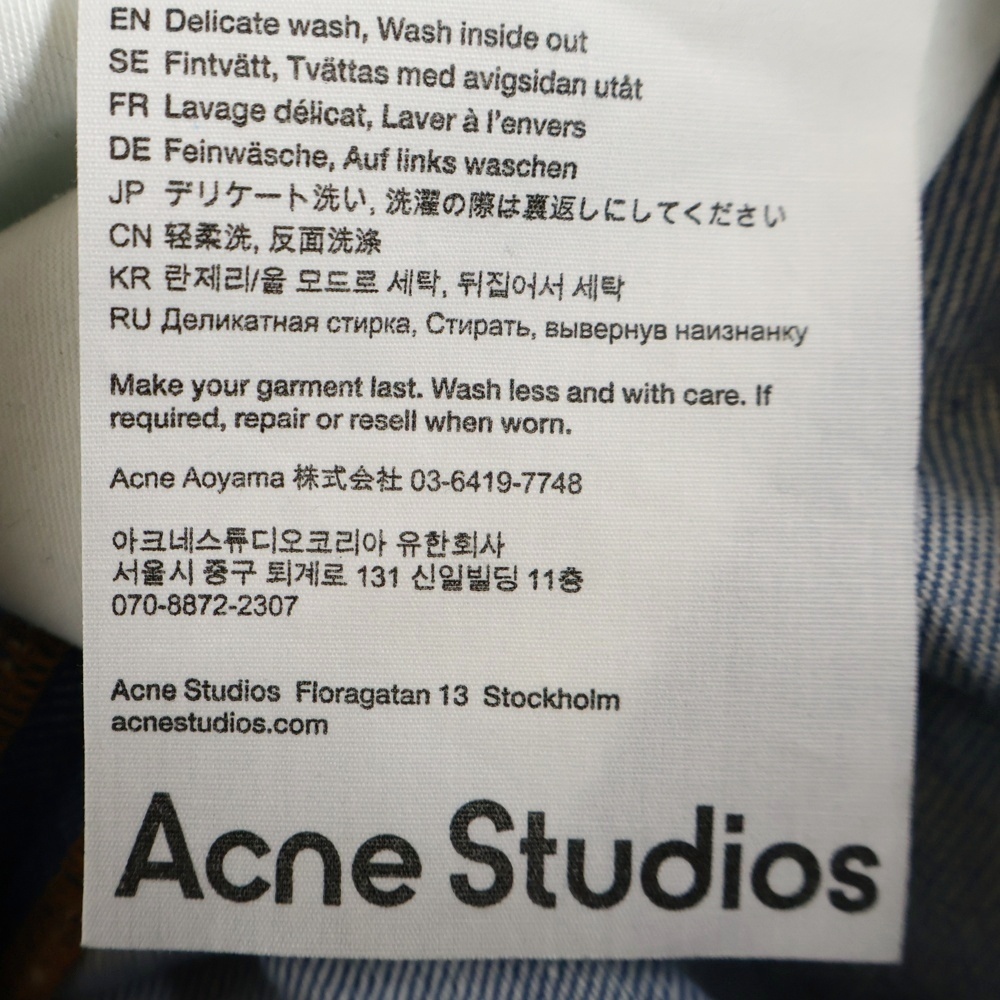 EN Delicate wash, Wash inside out
SE Fintvätt, Tvättas med avigsidan utåt
FR Lavage délicat, Laver à l'envers
DE Feinwäsche, Auf links waschen
JP デリケート洗い, 洗濯の際は裏返しにしてください
CN 轻柔洗, 反面洗涤
KR 란제리/울 모드로 세탁, 뒤집어서 세탁
RU Деликатная стирка, Стирать, вывернув наизнанку
Make your garment last. Wash less and with care. If
required, repair or resell when worn.
Acne Aoyama 株式会社 03-6419-7748
아크네스튜디오코리아 유한회사
서울시 중구 퇴계로 131 신일빌딩 11층
070-8872-2307
Acne Studios Floragatan 13 Stockholm
acnestudios.com
Acne Studios